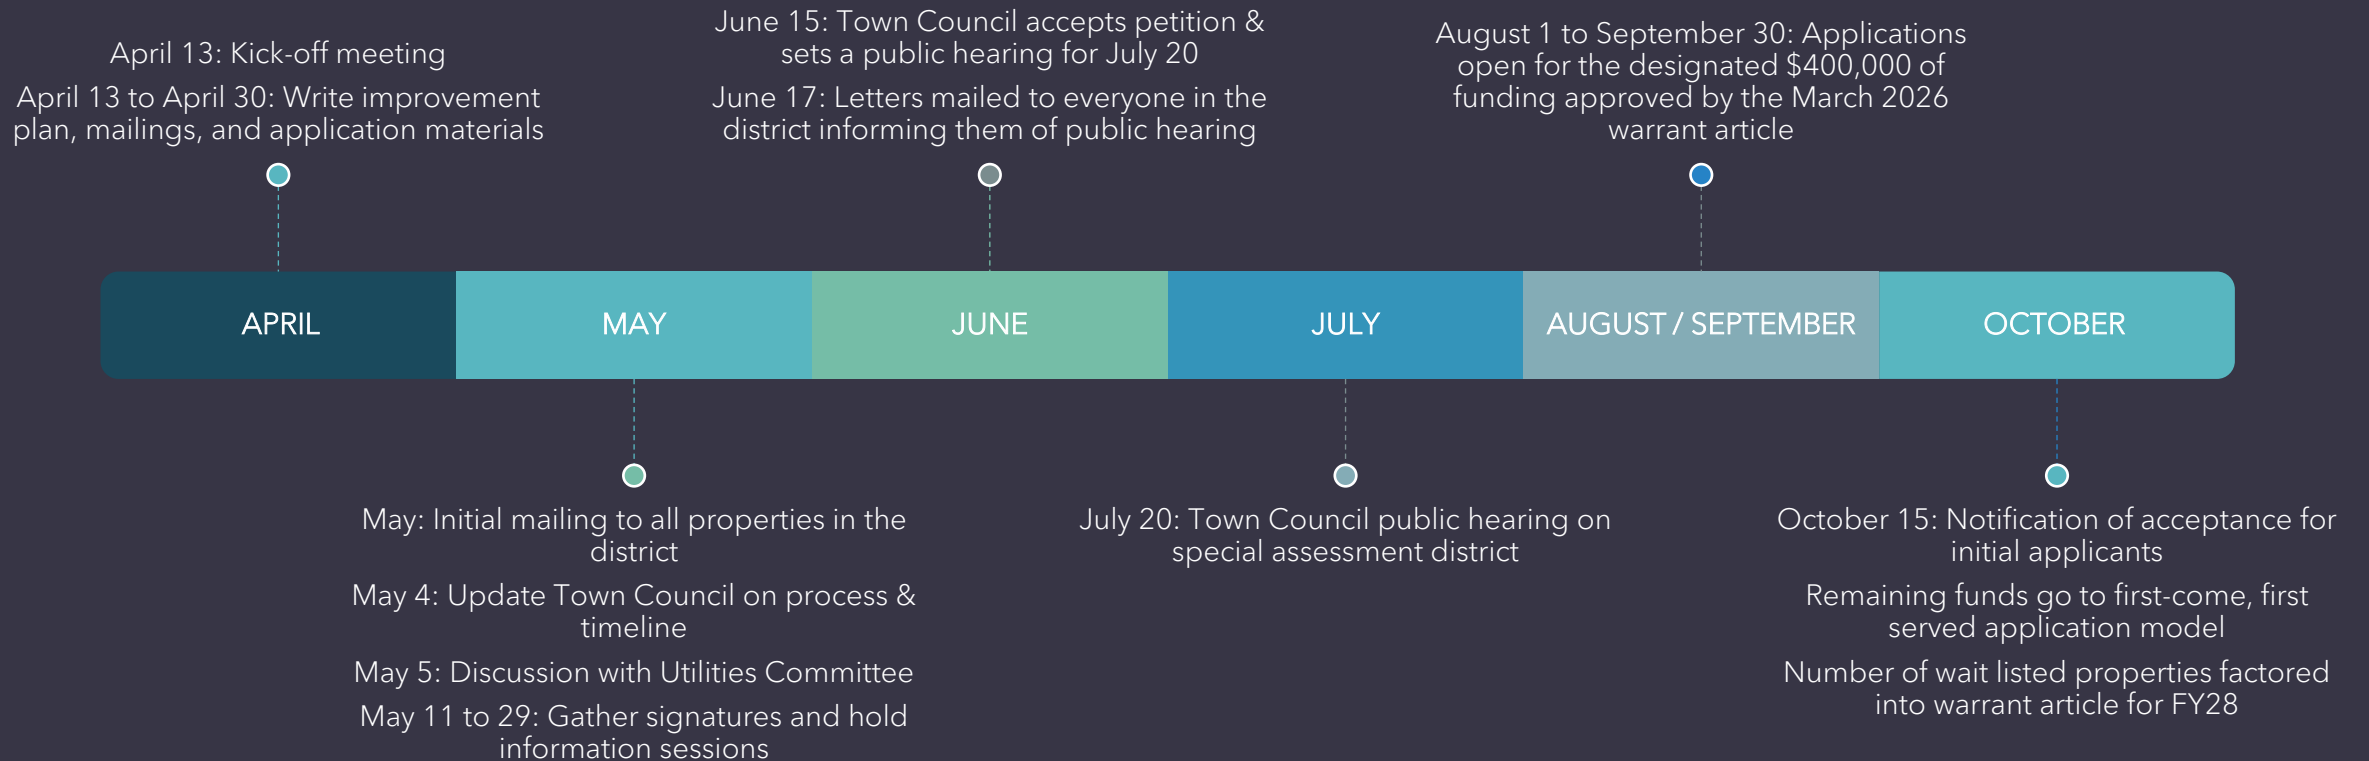 April 13: Kick-off meeting
April 13 to April 30: Write improvement
plan, mailings, and application materials
June 15: Town Council accepts petition &
sets a public hearing for July 20
June 17: Letters mailed to everyone in the
district informing them of public hearing
August 1 to September 30: Applications
open for the designated $400,000 of
funding approved by the March 2026
warrant article
APRIL
MAY
JUNE
JULY
AUGUST / SEPTEMBER
OCTOBER
May: Initial mailing to all properties in the
district
May 4: Update Town Council on process &
timeline
May 5: Discussion with Utilities Committee
May 11 to 29: Gather signatures and hold
information sessions
July 20: Town Council public hearing on
special assessment district
October 15: Notification of acceptance for
initial applicants
Remaining funds go to first-come, first
served application model
Number of wait listed properties factored
into warrant article for FY28